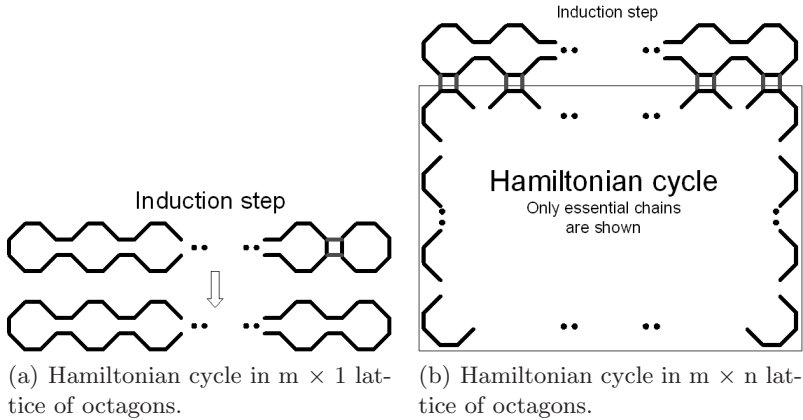 Induction step
Hamiltonian cycle
Only essential chains
are shown
Induction step
(a) Hamiltonian cycle in m × 1 lat-
tice of octagons.
(b) Hamiltonian cycle in m × n lat-
tice of octagons.